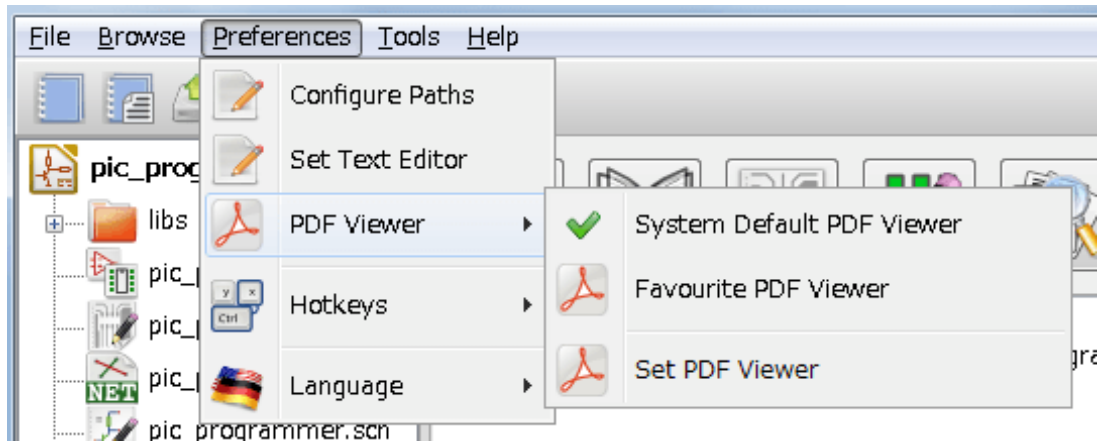 File Browse Preferences Tools Help
Configure Paths
Set Text Editor
PDF Viewer
Hotkeys
Language
System Default PDF Viewer
Favourite PDF Viewer
Set PDF Viewer
pic_prog
libs
pic_
pic_
NET pic_
pic_programmer.sch
y x
Ctrl
gra